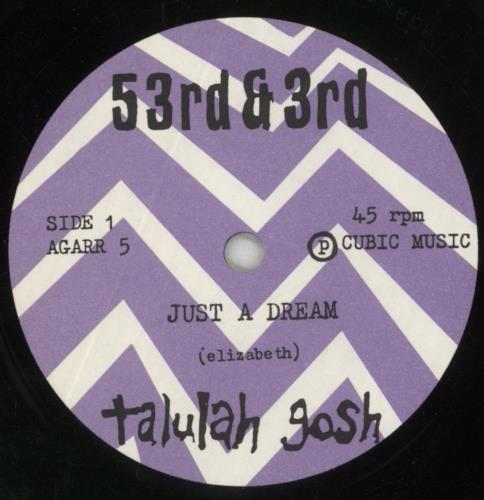 53rd & 3rd
SIDE 1
AGARR 5
45 rpm
ⓟ CUBIC MUSIC
JUST A DREAM
(elizabeth)
talulah gosh